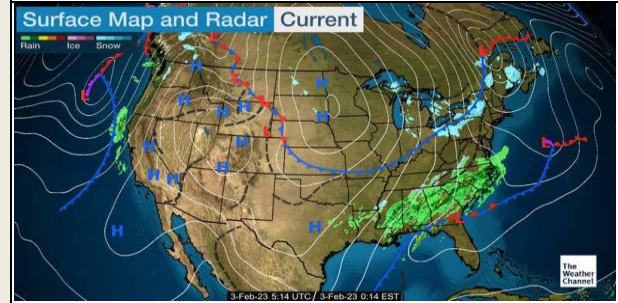 Surface Map and Radar Current
Rain Ice Snow
L
H
L
H
H
H
H
H
L
H
H
L
H
H
H
L
H
H
The
Weather
Channel
3-Feb-23 5:14 UTC / 3-Feb-23 0:14 EST